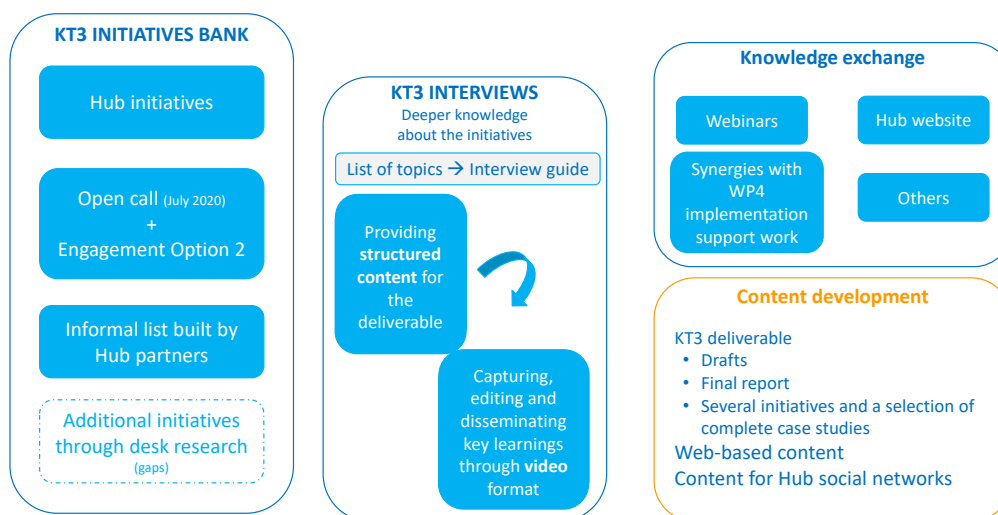 KT3 INITIATIVES BANK
Hub initiatives
Open call (July 2020)
+
Engagement Option 2
Informal list built by
Hub partners
Additional initiatives
through desk research
(gaps)
KT3 INTERVIEWS
Deeper knowledge
about the initiatives
List of topics → Interview guide
Providing
structured
content for
the
deliverable
Capturing,
editing and
disseminating
key learnings
through video
format
Knowledge exchange
Webinars
Hub website
Synergies with
WP4
implementation
support work
Others
Content development
KT3 deliverable
• Drafts
• Final report
• Several initiatives and a selection of
complete case studies
Web-based content
Content for Hub social networks